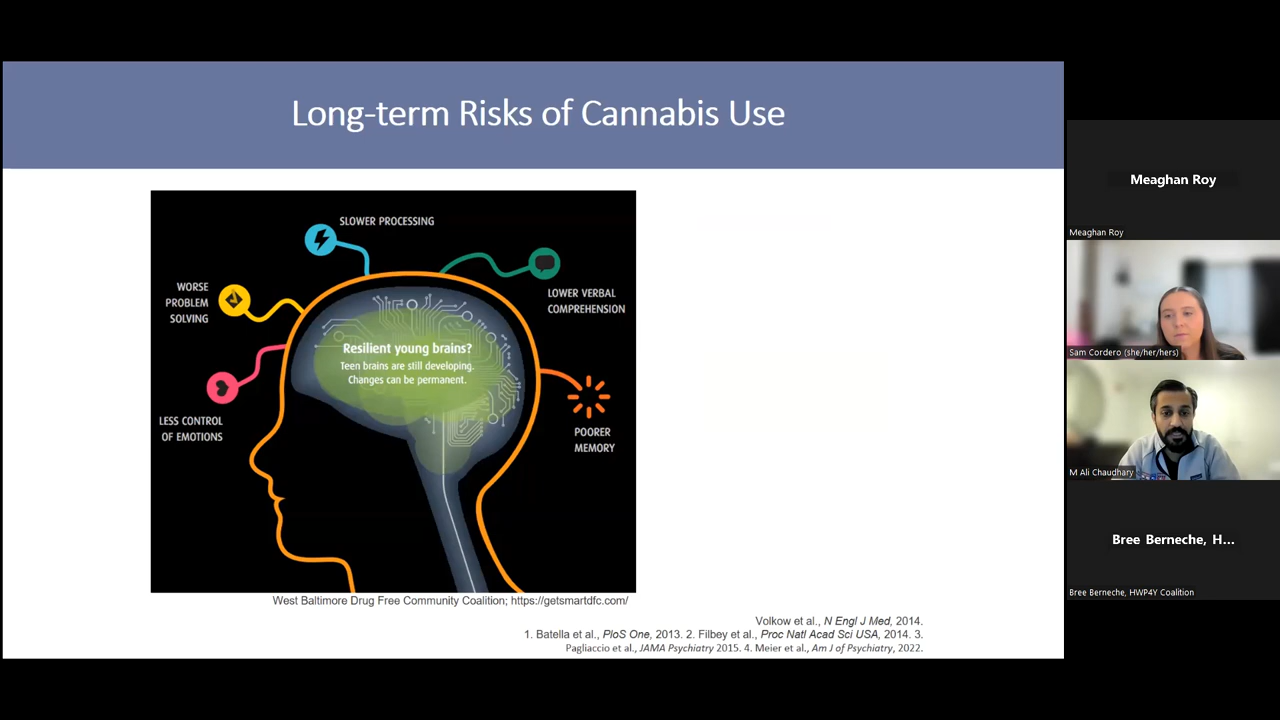 Long-term Risks of Cannabis Use
SLOWER PROCESSING
WORSE
PROBLEM
SOLVING
LOWER VERBAL
COMPREHENSION
Resilient young brains?
Teen brains are still developing.
Changes can be permanent.
LESS CONTROL
OF EMOTIONS
POORER
MEMORY
West Baltimore Drug Free Community Coalition; https://getsmartdfc.com/
Volkow et al., N Engl J Med, 2014.
1. Batella et al., PloS One, 2013. 2. Filbey et al., Proc Natl Acad Sci USA, 2014. 3.
Pagliaccio et al., JAMA Psychiatry 2015. 4. Meier et al., Am J of Psychiatry, 2022.
Meaghan Roy
Meaghan Roy
Sam Cordero (she/her/hers)
M Ali Chaudhary
Bree Berneche, H...
Bree Berneche, HWP4Y Coalition